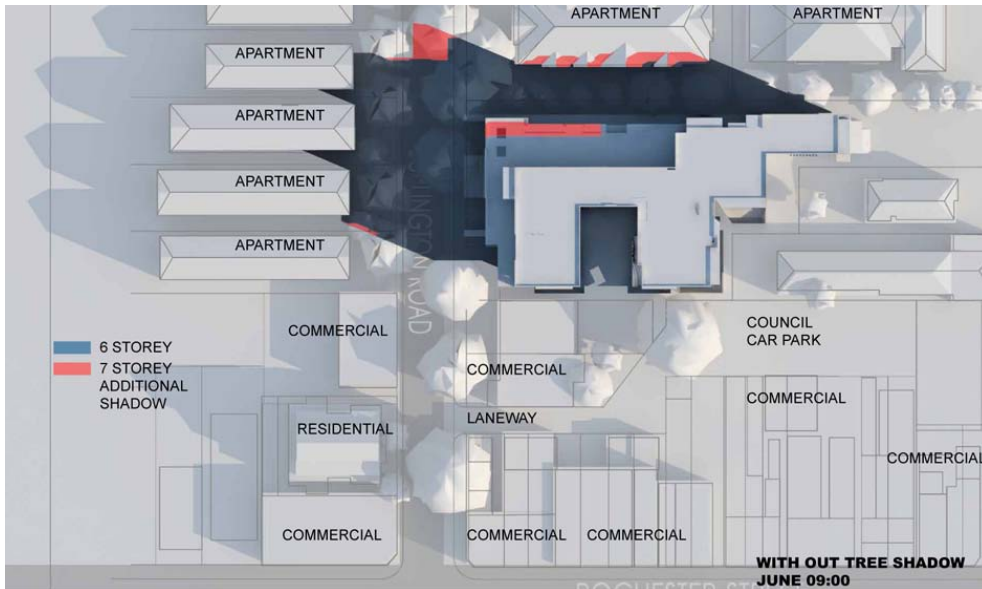 APARTMENT
APARTMENT
APARTMENT
APARTMENT
APARTMENT
APARTMENT
ROAD
COMMERCIAL
COUNCIL
CAR PARK
6 STOREY
7 STOREY
ADDITIONAL
SHADOW
COMMERCIAL
COMMERCIAL
LANEWAY
RESIDENTIAL
COMMERCIAL
COMMERCIAL
COMMERCIAL
COMMERCIAL
WITH OUT TREE SHADOW
JUNE 09:00